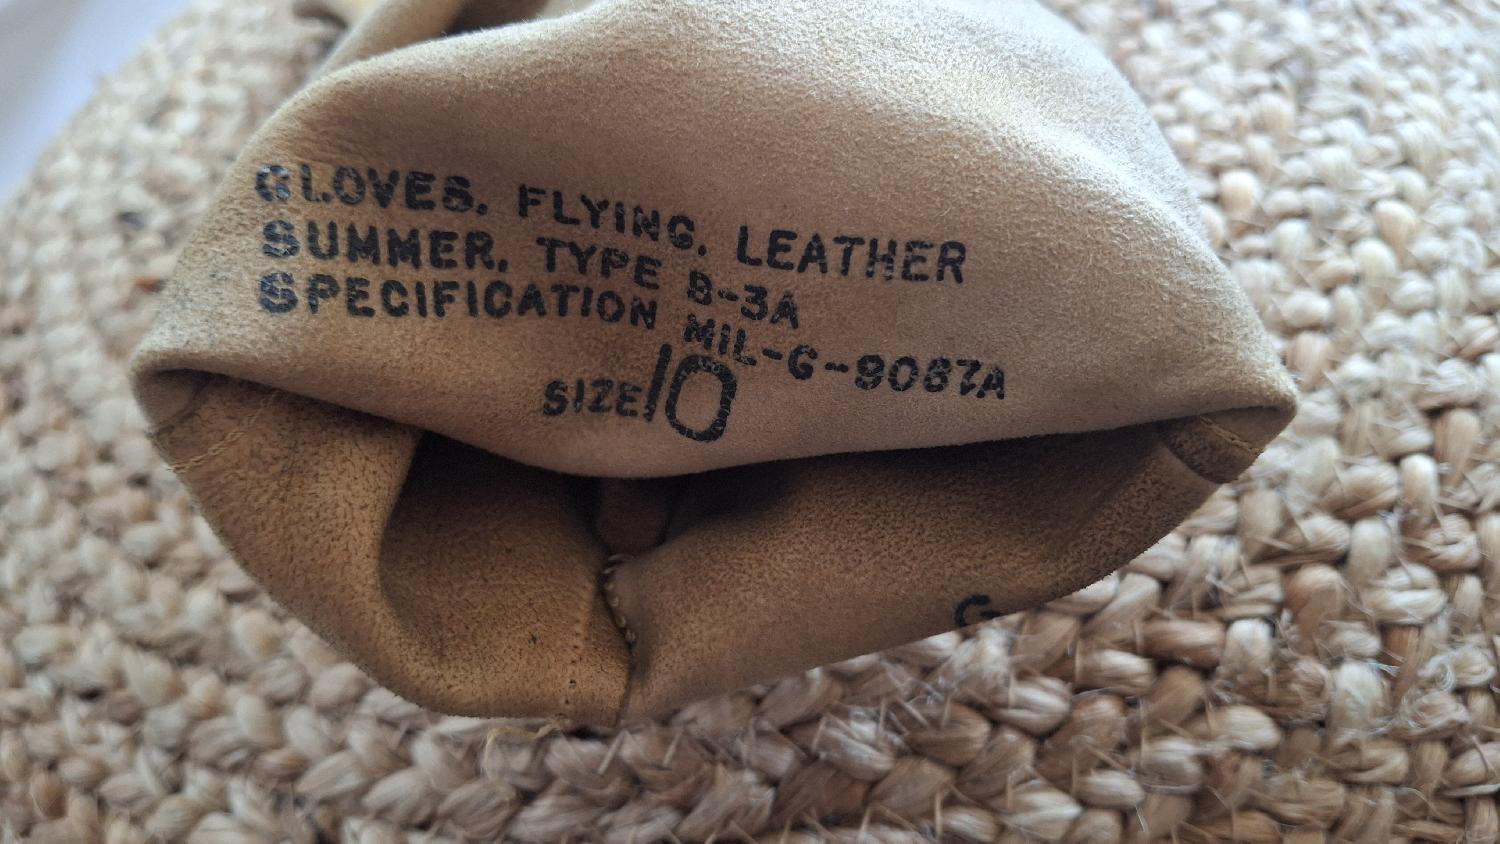 GLOVES, FLYING, LEATHER
SUMMER, TYPE B-3A
SPECIFICATION MIL-G-9087A
SIZE 10
G